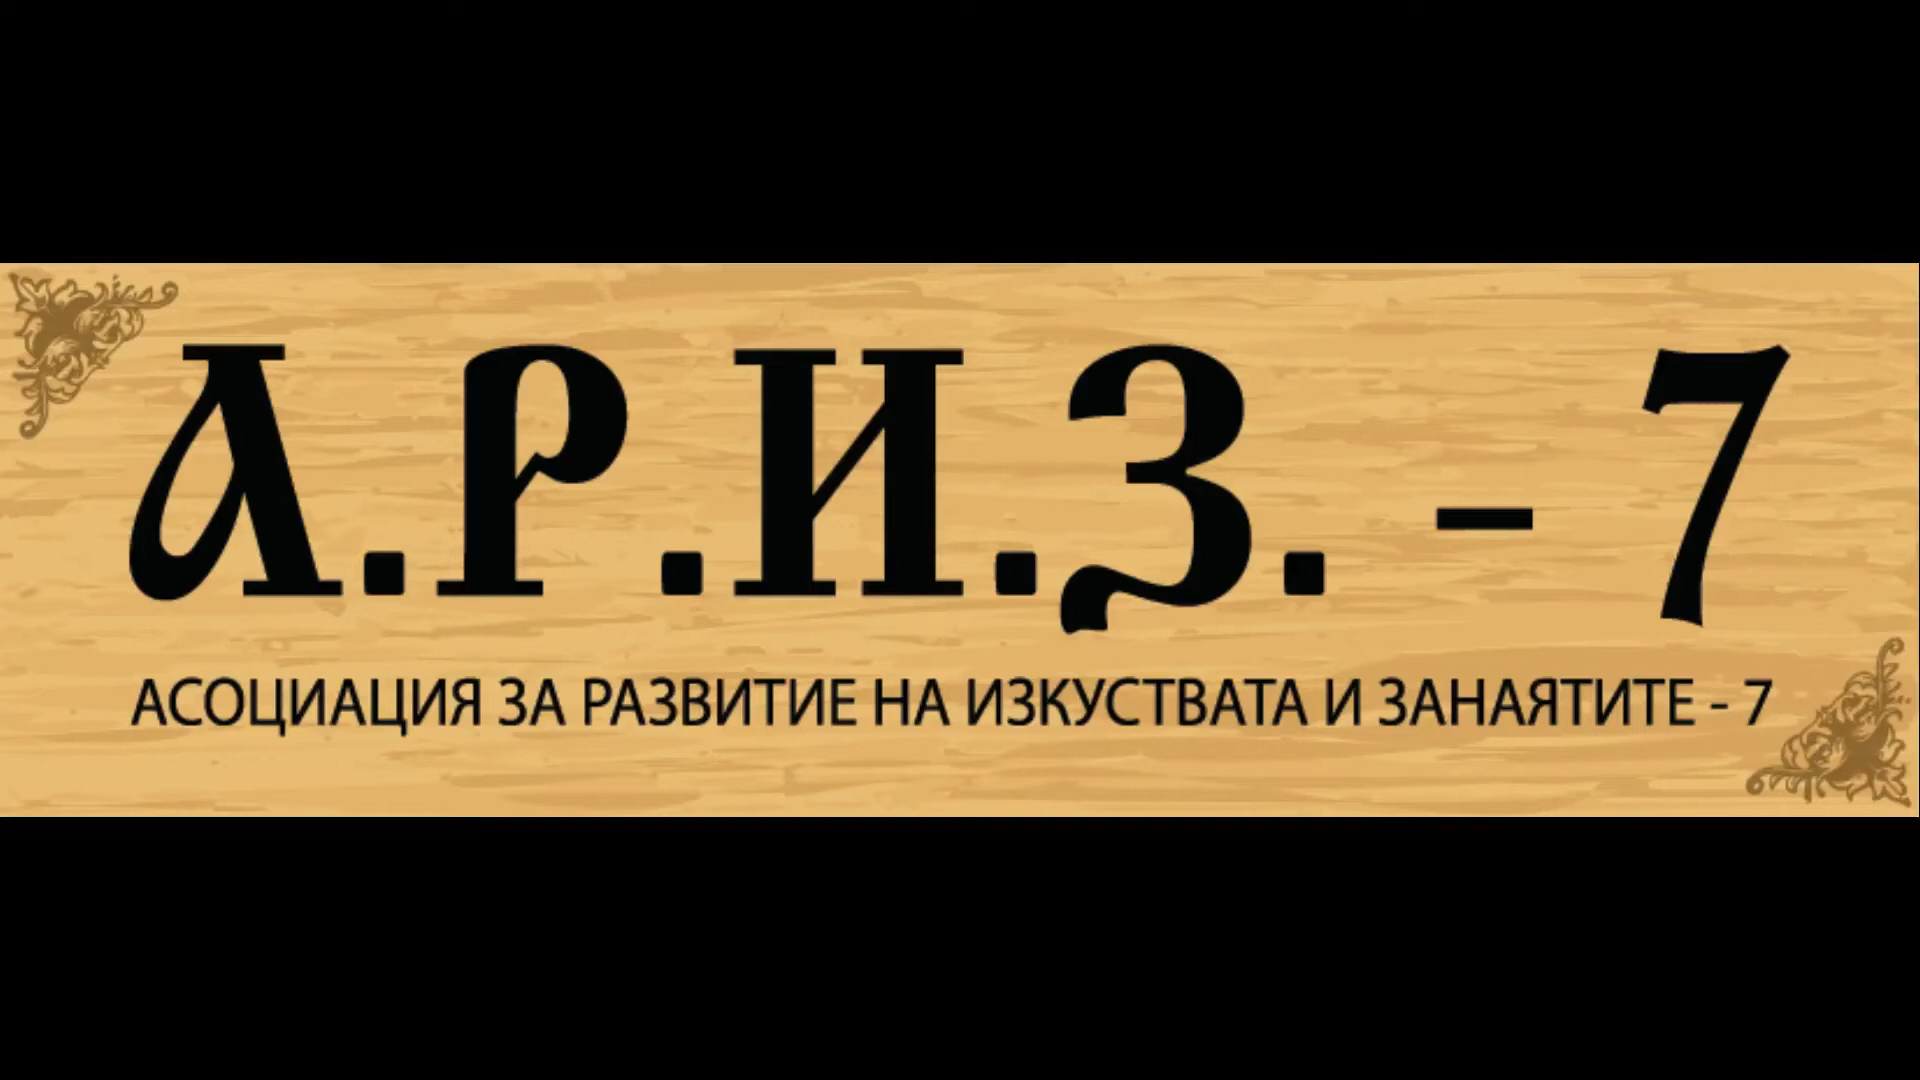 А.Р.И.З. - 7
АСОЦИАЦИЯ ЗА РАЗВИТИЕ НА ИЗКУСТВАТА И ЗАНАЯТИТЕ - 7